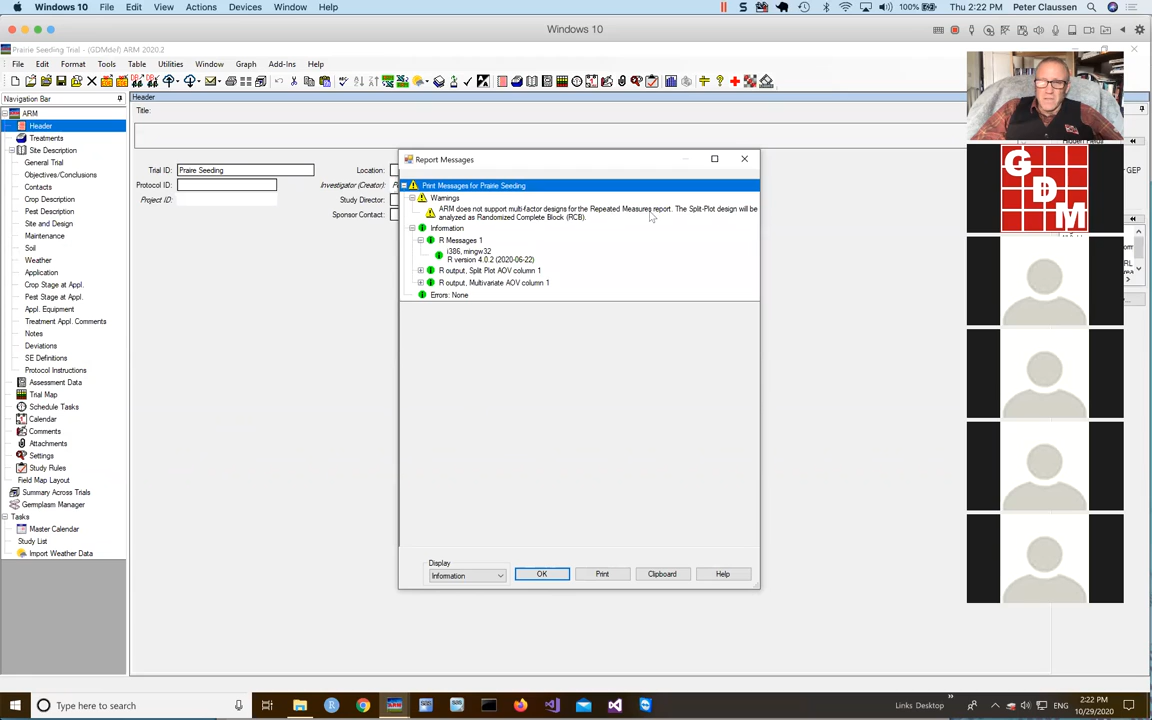 Windows 10 File Edit View Actions Devices Window Help 100% Thu 2:22 PM Peter Claussen
Windows 10
Prairie Seeding Trial - (GDMdef) ARM 2020.2
File Edit Format Tools Table Utilities Window Graph Add-Ins Help
Navigation Bar
Header
ARM
Title:
Header
Treatments
Site Description
General Trial
Trial ID: Praire Seeding Location:
Objectives/Conclusions
Protocol ID: Investigator (Creator):
Contacts
Project ID: Study Director:
Crop Description
Sponsor Contact:
Pest Description
Site and Design
Maintenance
Soil
Weather
Application
Crop Stage at Appl.
Pest Stage at Appl.
Appl. Equipment
Treatment Appl. Comments
Notes
Deviations
SE Definitions
Protocol Instructions
Assessment Data
Trial Map
Schedule Tasks
Calendar
Comments
Attachments
Settings
Study Rules
Field Map Layout
Summary Across Trials
Germplasm Manager
Tasks
Master Calendar
Study List
Import Weather Data
Report Messages
Print Messages for Prairie Seeding
Warnings
ARM does not support multi-factor designs for the Repeated Measures report. The Split-Plot design will be
analyzed as Randomized Complete Block (RCB).
Information
R Messages 1
i386, mingw32
R version 4.0.2 (2020-06-22)
R output, Split Plot AOV column 1
R output, Multivariate AOV column 1
Errors: None
Display
Information
OK Print Clipboard Help
G
D
M
Hidden Fields
GEP
Type here to search
Links Desktop
ENG
2:22 PM
10/29/2020